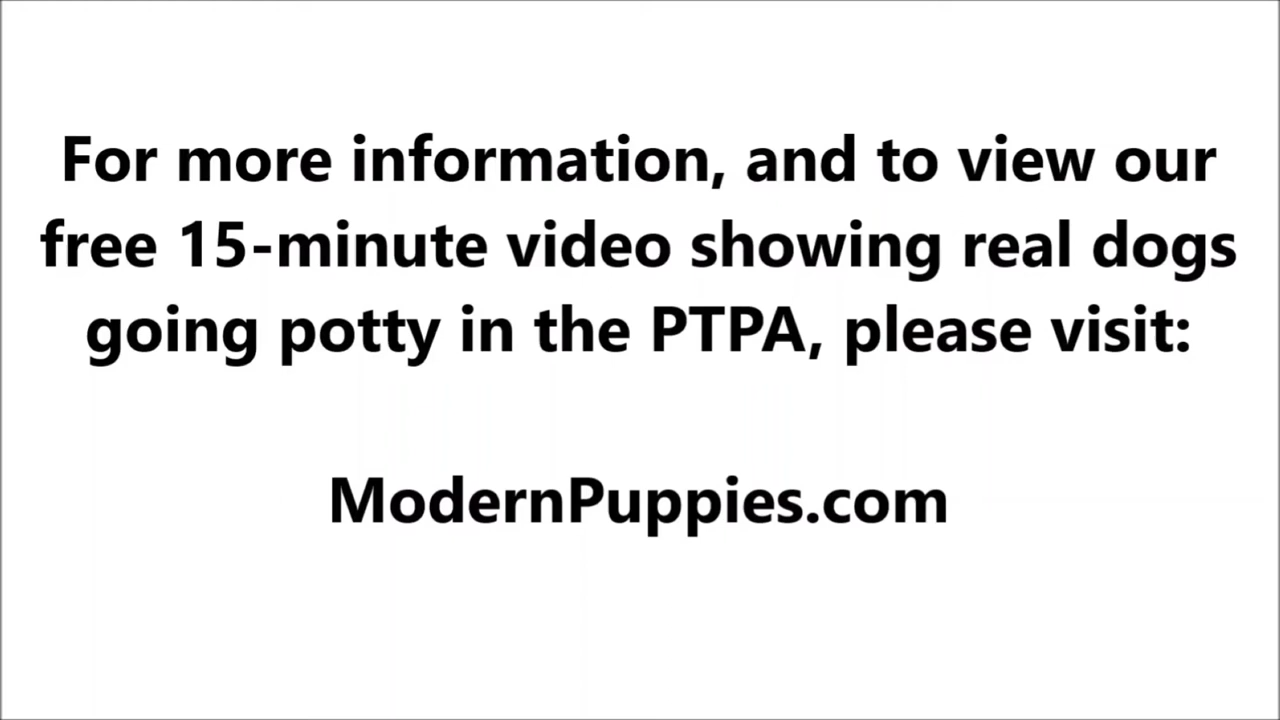 For more information, and to view our
free 15-minute video showing real dogs
going potty in the PTPA, please visit:
ModernPuppies.com